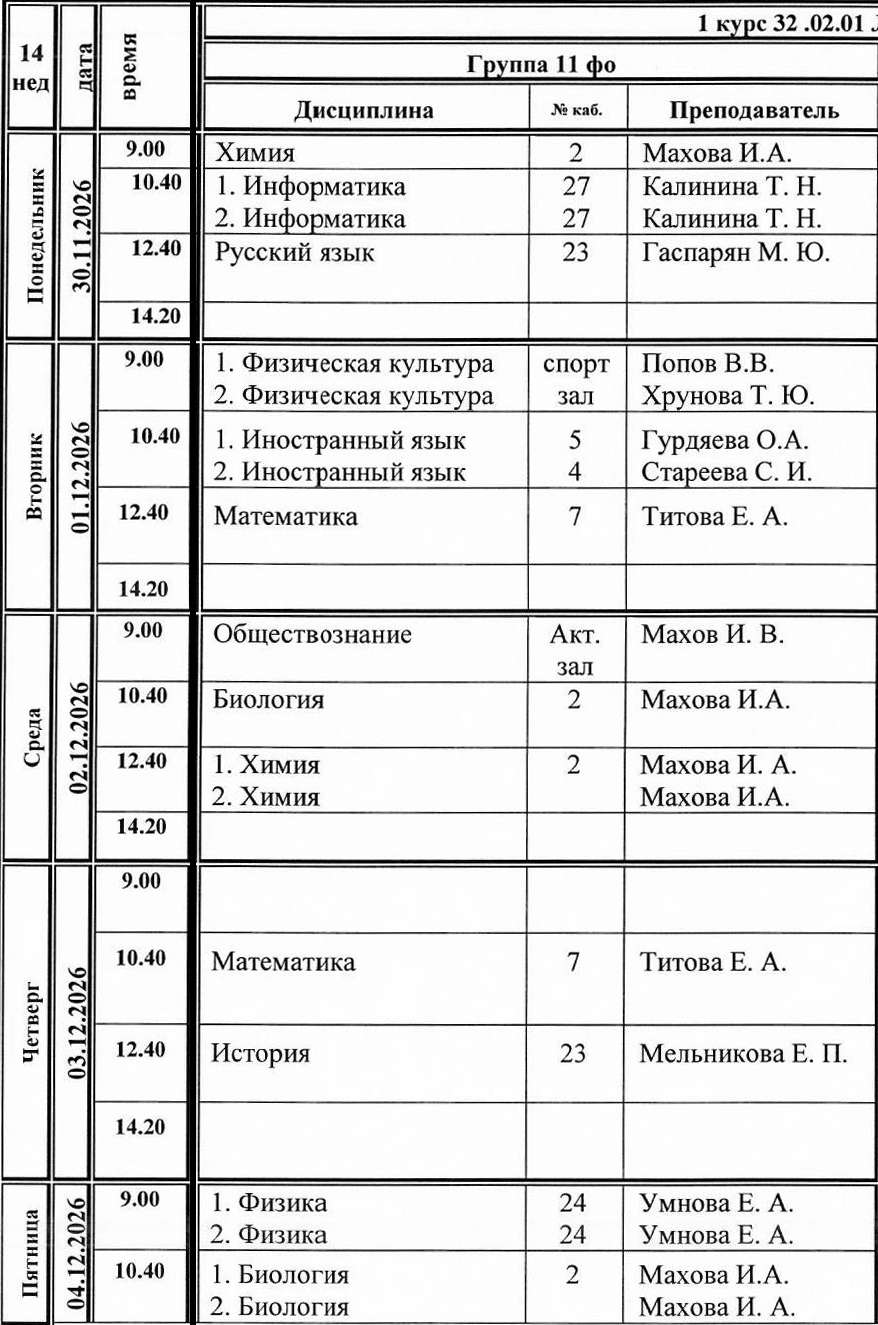 1 курс 32 .02.01
14 нед
дата
время
Группа 11 фо
Дисциплина № каб. Преподаватель
Понедельник
30.11.2026
9.00 Химия 2 Махова И.А.
10.40 1. Информатика 27 Калинина Т. Н.
2. Информатика 27 Калинина Т. Н.
12.40 Русский язык 23 Гаспарян М. Ю.
14.20
Вторник
01.12.2026
9.00 1. Физическая культура спорт Попов В.В.
2. Физическая культура зал Хрунова Т. Ю.
10.40 1. Иностранный язык 5 Гурдяева О.А.
2. Иностранный язык 4 Стареева С. И.
12.40 Математика 7 Титова Е. А.
14.20
Среда
02.12.2026
9.00 Обществознание Акт. Махов И. В.
зал
10.40 Биология 2 Махова И.А.
12.40 1. Химия 2 Махова И. А.
2. Химия Махова И.А.
14.20
Четверг
03.12.2026
9.00
10.40 Математика 7 Титова Е. А.
12.40 История 23 Мельникова Е. П.
14.20
Пятница
04.12.2026
9.00 1. Физика 24 Умнова Е. А.
2. Физика 24 Умнова Е. А.
10.40 1. Биология 2 Махова И.А.
2. Биология Махова И. А.